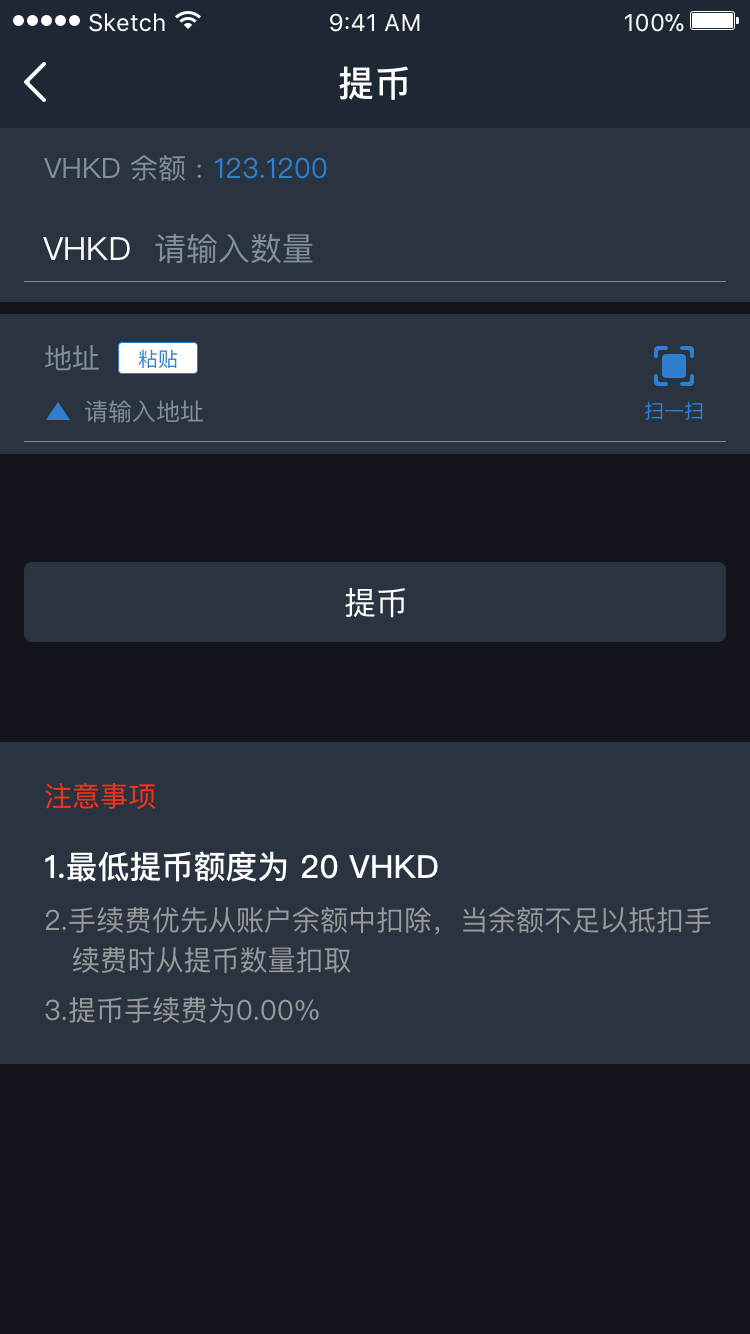 Sketch 9:41 AM 100%
提币
VHKD 余额：123.1200
VHKD 请输入数量
地址 粘贴
请输入地址 扫一扫
提币
注意事项
1.最低提币额度为 20 VHKD
2.手续费优先从账户余额中扣除，当余额不足以抵扣手
续费时从提币数量扣取
3.提币手续费为0.00%